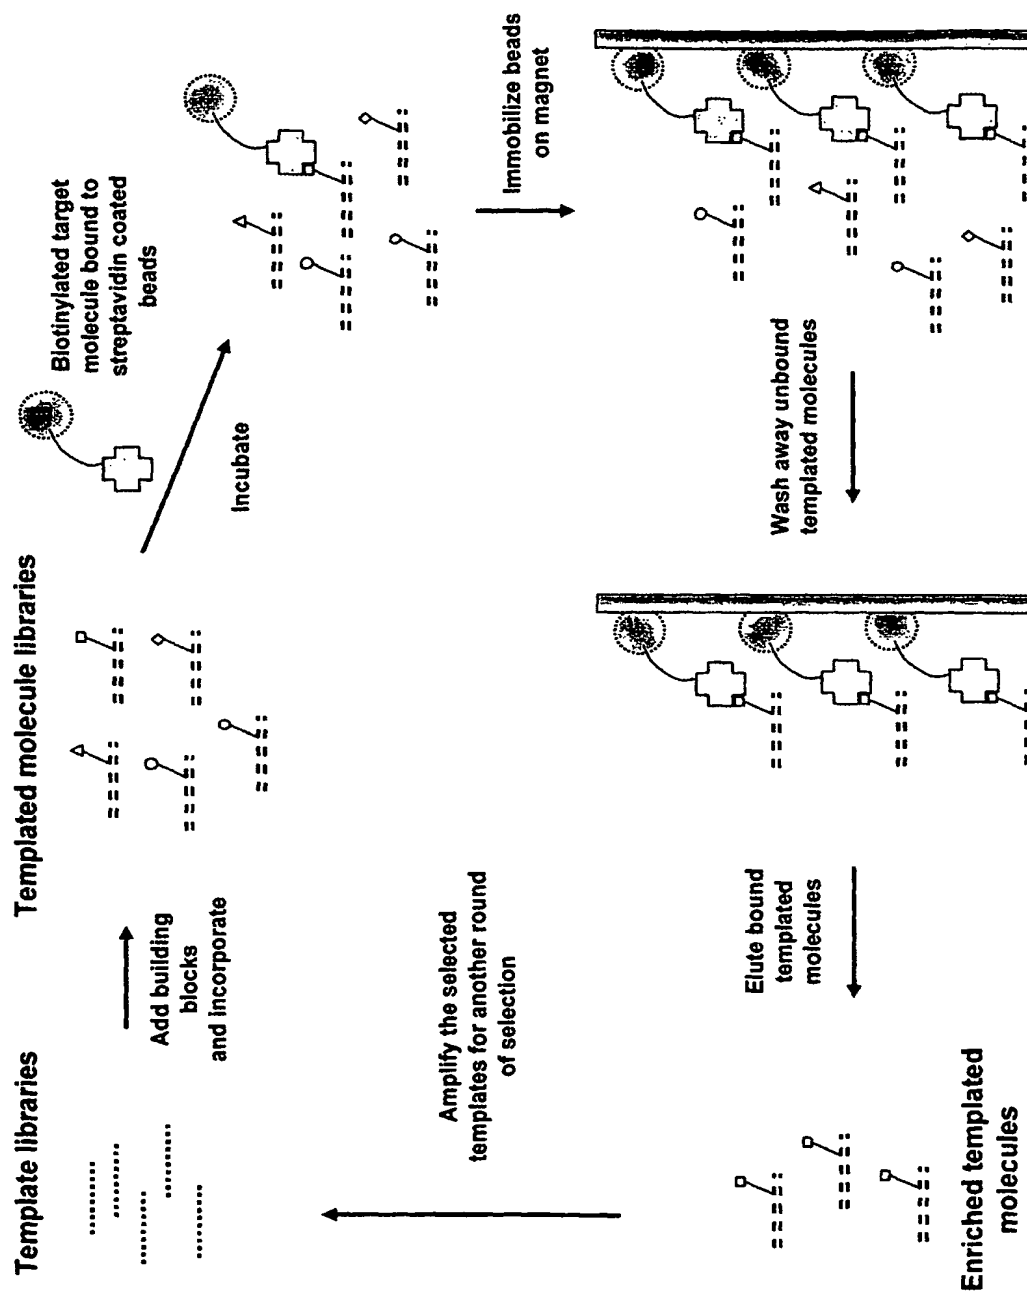 Template libraries
Add building
blocks
and incorporate
Templated molecule libraries
Incubate
Biotinylated target
molecule bound to
streptavidin coated
beads
Immobilize beads
on magnet
Wash away unbound
templated molecules
Elute bound
templated
molecules
Enriched templated
molecules
Amplify the selected
templates for another round
of selection